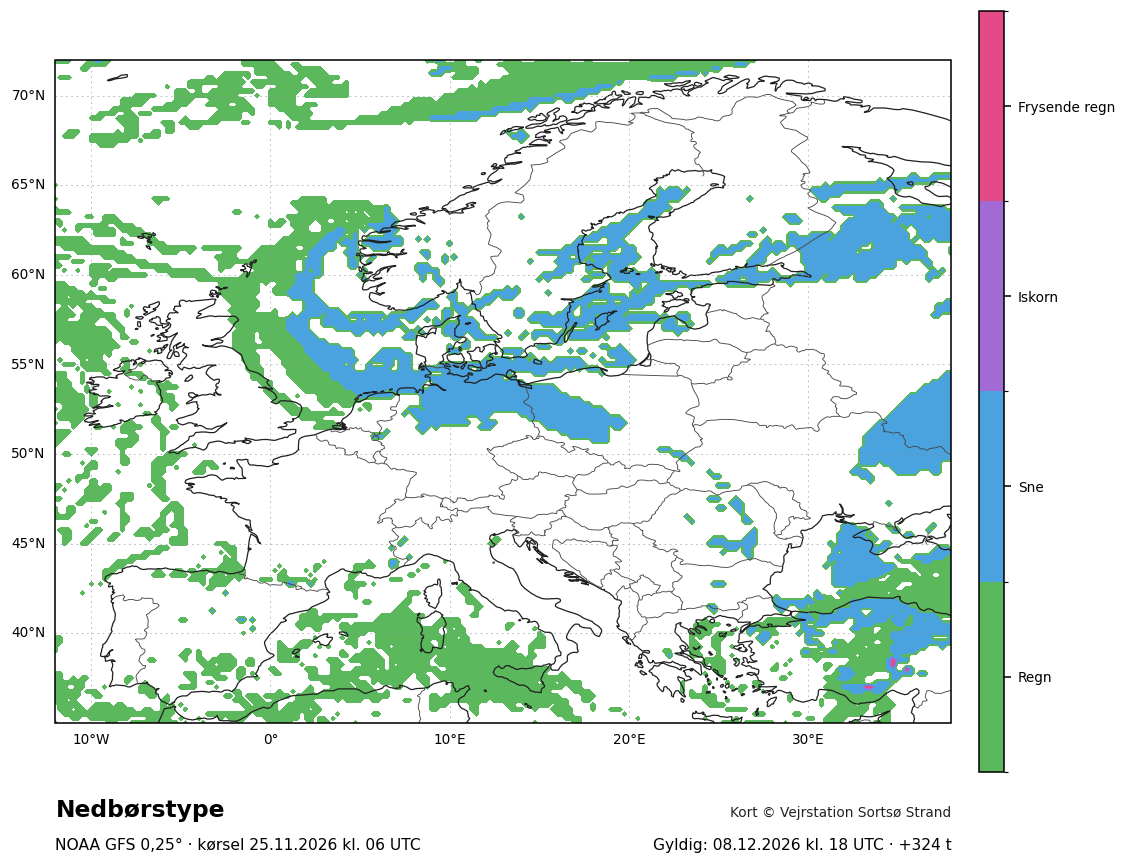 70°N
65°N
60°N
55°N
50°N
45°N
40°N
10°W
0°
10°E
20°E
30°E
Frysende regn
Iskorn
Sne
Regn
Nedbørstype
Kort © Vejrstation Sortsø Strand
NOAA GFS 0,25° · kørsel 25.11.2026 kl. 06 UTC
Gyldig: 08.12.2026 kl. 18 UTC · +324 t